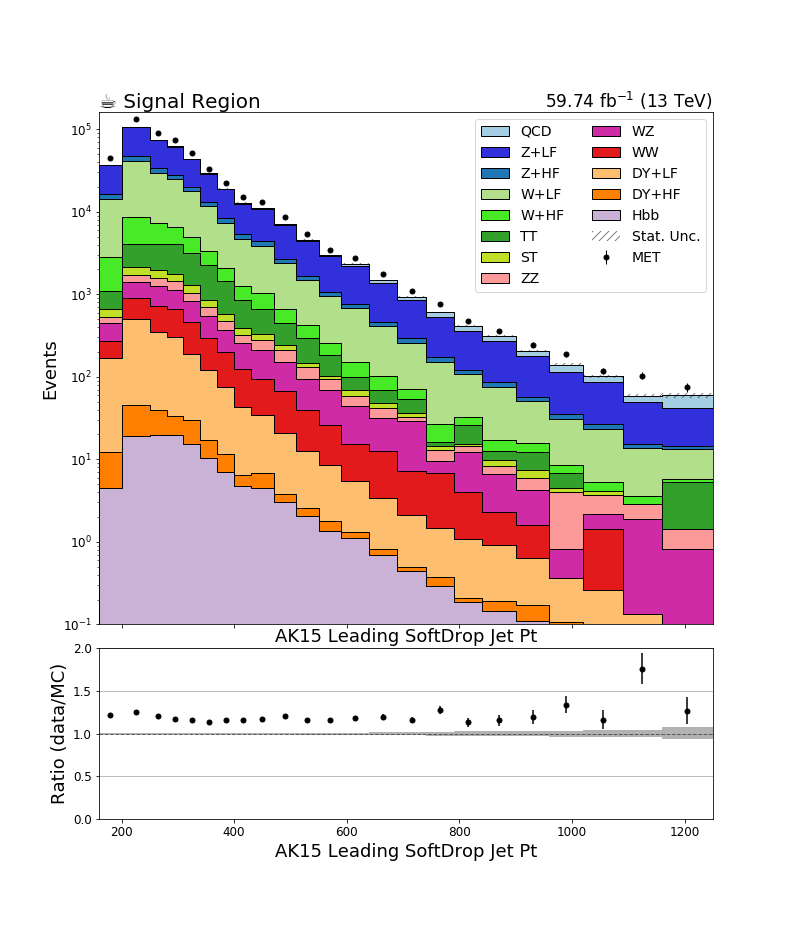 ☕ Signal Region
59.74 fb⁻¹ (13 TeV)
QCD
Z+LF
Z+HF
W+LF
W+HF
TT
ST
ZZ
WZ
WW
DY+LF
DY+HF
Hbb
Stat. Unc.
MET
Events
10⁵
10⁴
10³
10²
10¹
10⁰
10⁻¹
AK15 Leading SoftDrop Jet Pt
Ratio (data/MC)
2.0
1.5
1.0
0.5
0.0
200 400 600 800 1000 1200
AK15 Leading SoftDrop Jet Pt